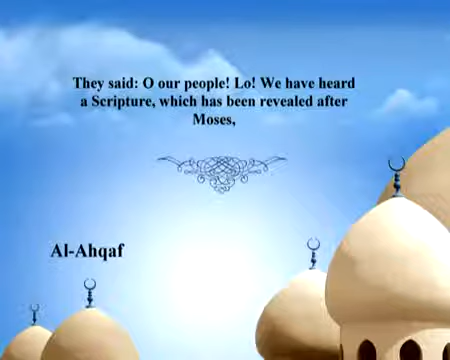 They said: O our people! Lo! We have heard
a Scripture, which has been revealed after
Moses,
Al-Ahqaf